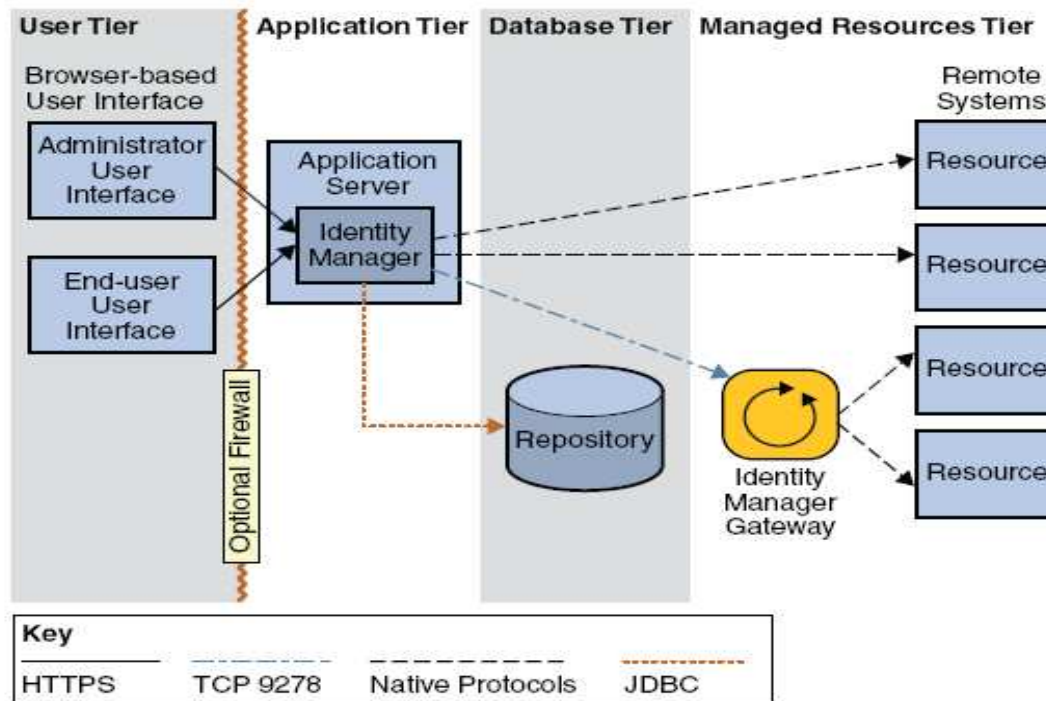 User Tier
Application Tier
Database Tier
Managed Resources Tier
Browser-based
User Interface
Administrator
User
Interface
End-user
User
Interface
Optional Firewall
Application
Server
Identity
Manager
Repository
Identity
Manager
Gateway
Remote
Systems
Resource
Resource
Resource
Resource
Key
HTTPS
TCP 9278
Native Protocols
JDBC